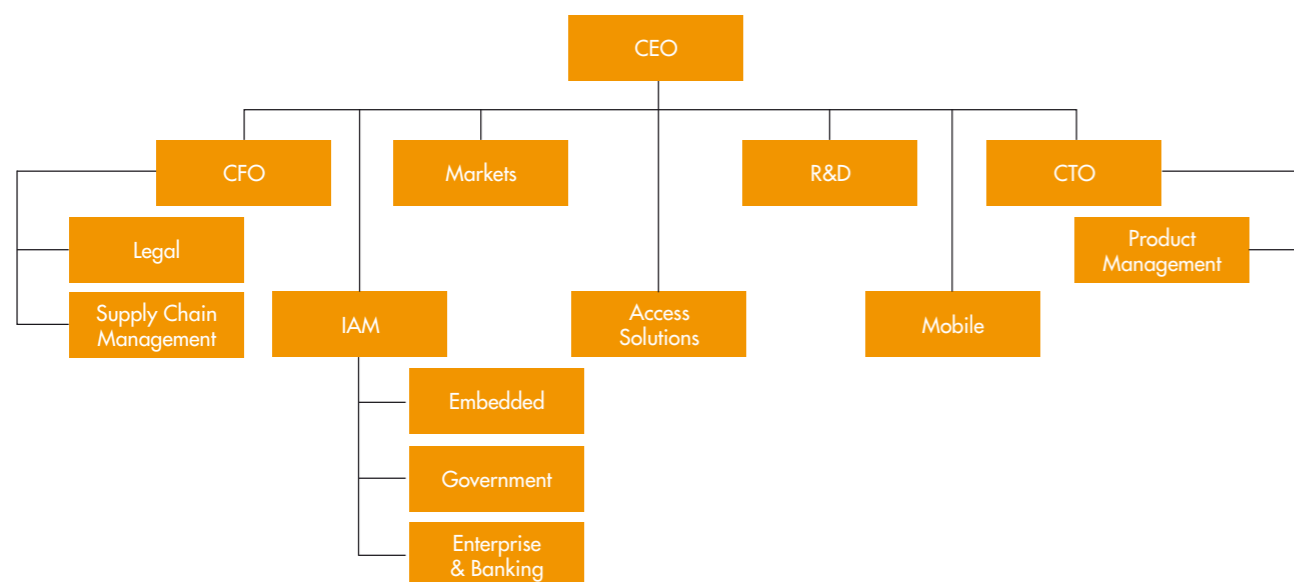 CEO
CFO
Markets
R&D
CTO
Legal
Product
Management
Supply Chain
Management
IAM
Access
Solutions
Mobile
Embedded
Government
Enterprise
& Banking